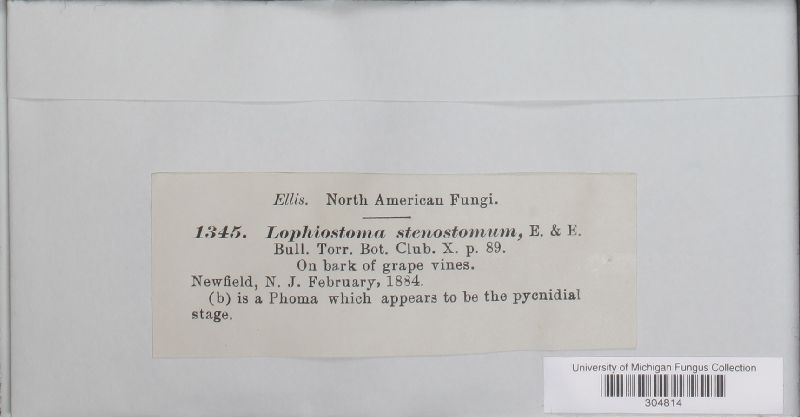 Ellis. North American Fungi.
1345. Lophiostoma stenostomum, E. & E.
Bull. Torr. Bot. Club. X. p. 89.
On bark of grape vines.
Newfield, N. J. February, 1884.
(b) is a Phoma which appears to be the pycnidial
stage.
University of Michigan Fungus Collection
304814